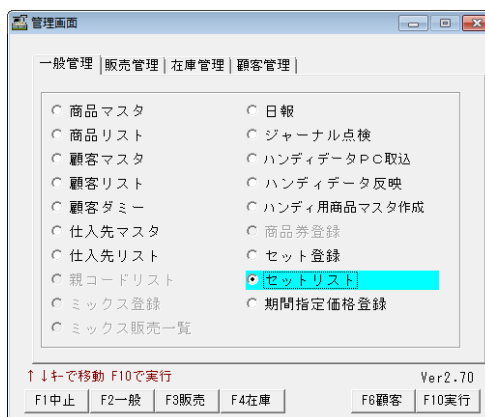 管理画面
一般管理 販売管理 在庫管理 顧客管理
商品マスタ
商品リスト
顧客マスタ
顧客リスト
顧客ダミー
仕入先マスタ
仕入先リスト
親コードリスト
ミックス登録
ミックス販売一覧
日報
ジャーナル点検
ハンディデータPC取込
ハンディデータ反映
ハンディ用商品マスタ作成
商品券登録
セット登録
セットリスト
期間指定価格登録
↑↓キーで移動 F10で実行
Ver2.70
F1中止 F2一般 F3販売 F4在庫 F6顧客 F10実行